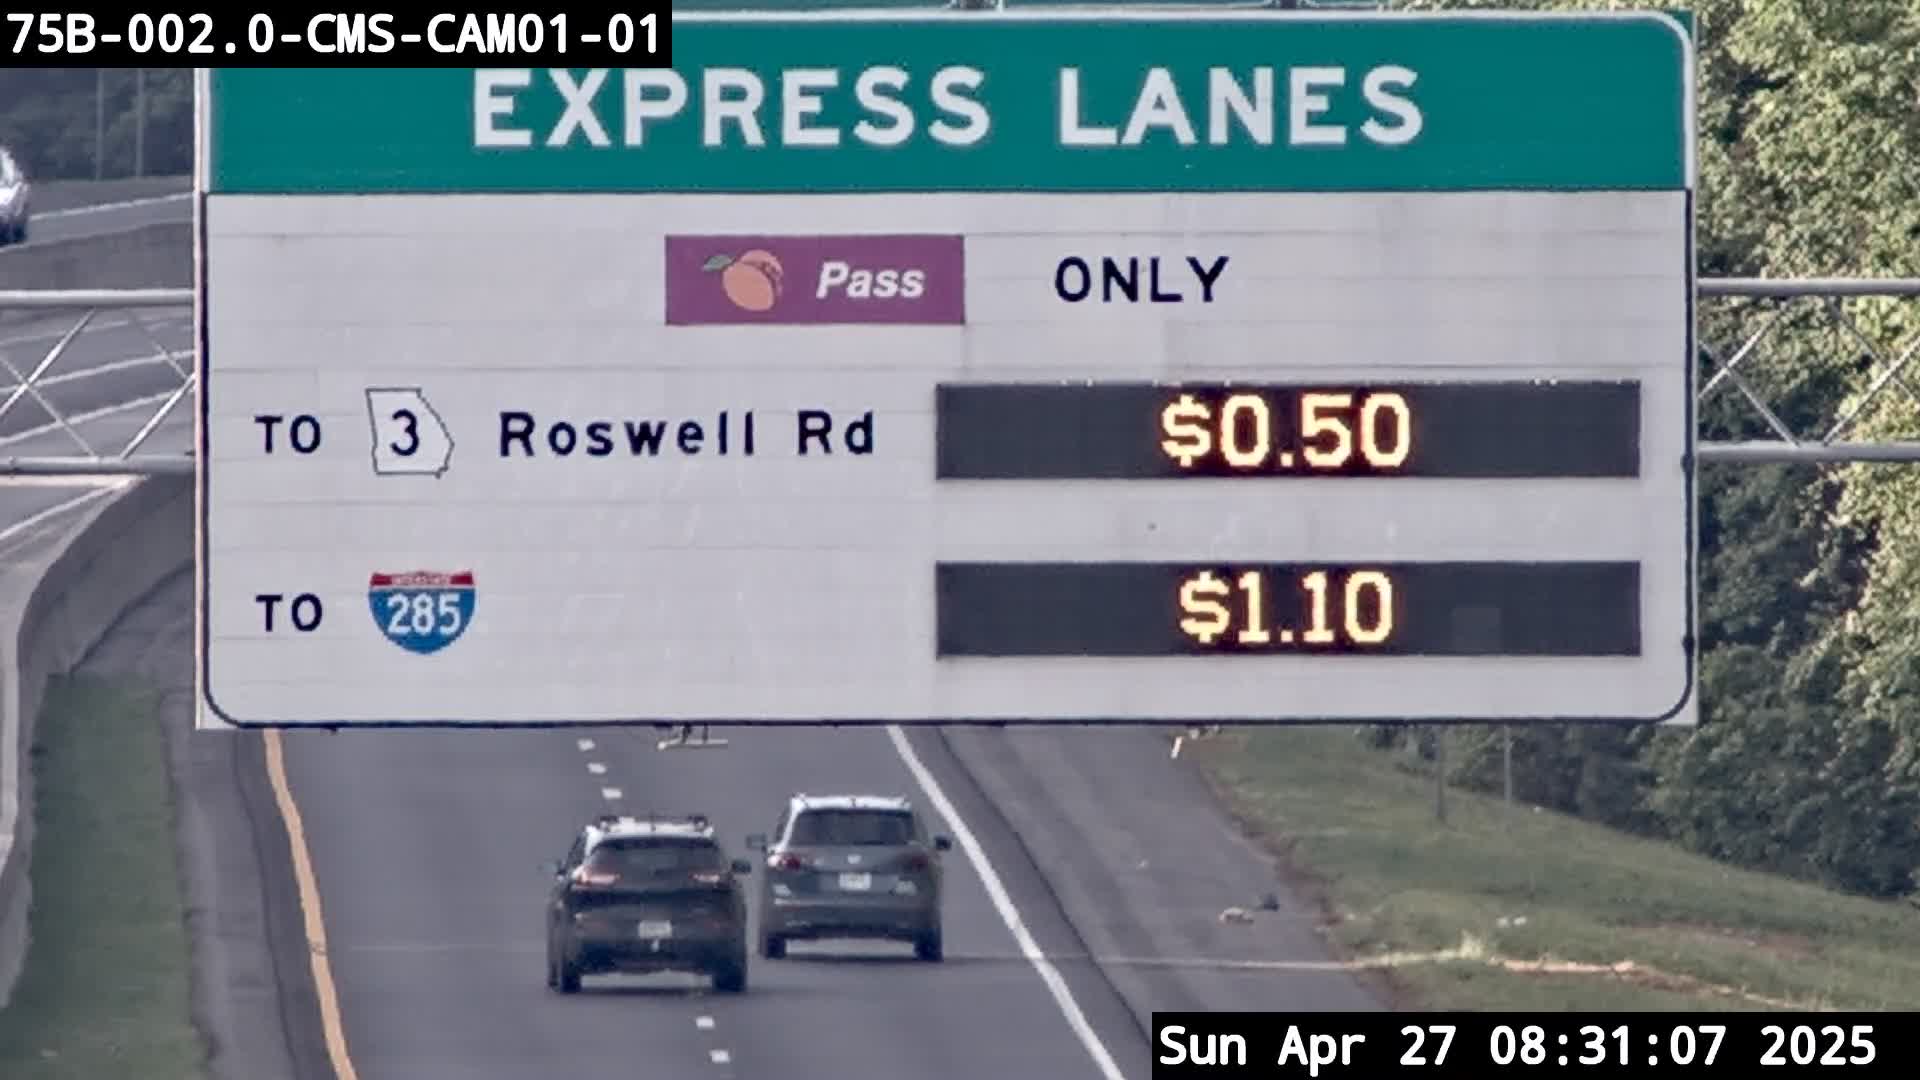 75B-002.0-CMS-CAM01-01
EXPRESS LANES
Pass ONLY
TO 3 Roswell Rd $0.50
TO INTERSTATE 285 $1.10
Sun Apr 27 08:31:07 2025